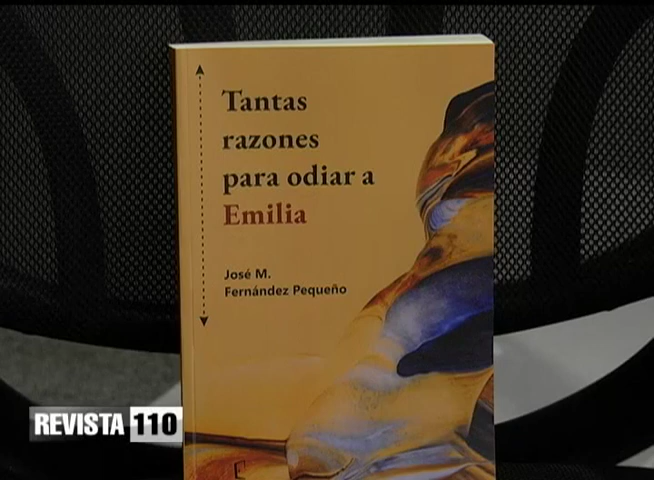 Tantas
razones
para odiar a
Emilia
José M.
Fernández Pequeño
E
REVISTA 110